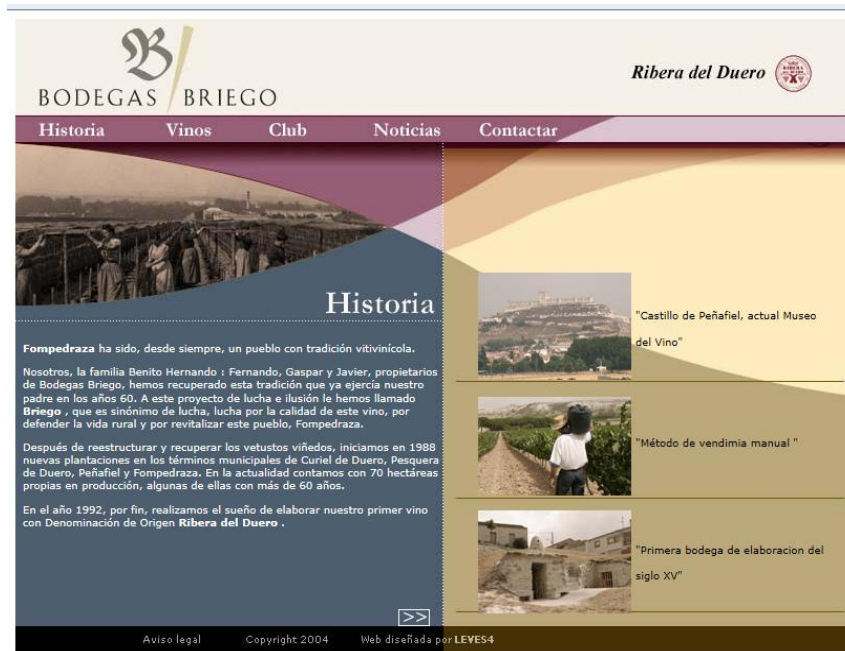 B
BODEGAS BRIEGO
Ribera del Duero
Historia Vinos Club Noticias Contactar
Historia
Fompedraza ha sido, desde siempre, un pueblo con tradición vitivinícola.
Nosotros, la familia Benito Hernando : Fernando, Gaspar y Javier, propietarios
de Bodegas Briego, hemos recuperado esta tradición que ya ejercía nuestro
padre en los años 60. A este proyecto de lucha e ilusión le hemos llamado
Briego , que es sinónimo de lucha, lucha por la calidad de este vino, por
defender la vida rural y por revitalizar este pueblo, Fompedraza.
Después de reestructurar y recuperar los vetustos viñedos, iniciamos en 1988
nuevas plantaciones en los términos municipales de Curiel de Duero, Pesquera
de Duero, Peñafiel y Fompedraza. En la actualidad contamos con 70 hectáreas
propias en producción, algunas de ellas con más de 60 años.
En el año 1992, por fin, realizamos el sueño de elaborar nuestro primer vino
con Denominación de Origen Ribera del Duero .
>>
"Castillo de Peñafiel, actual Museo
del Vino"
"Método de vendimia manual "
"Primera bodega de elaboracion del
siglo XV"
Aviso legal Copyright 2004 Web diseñada por LEVES4